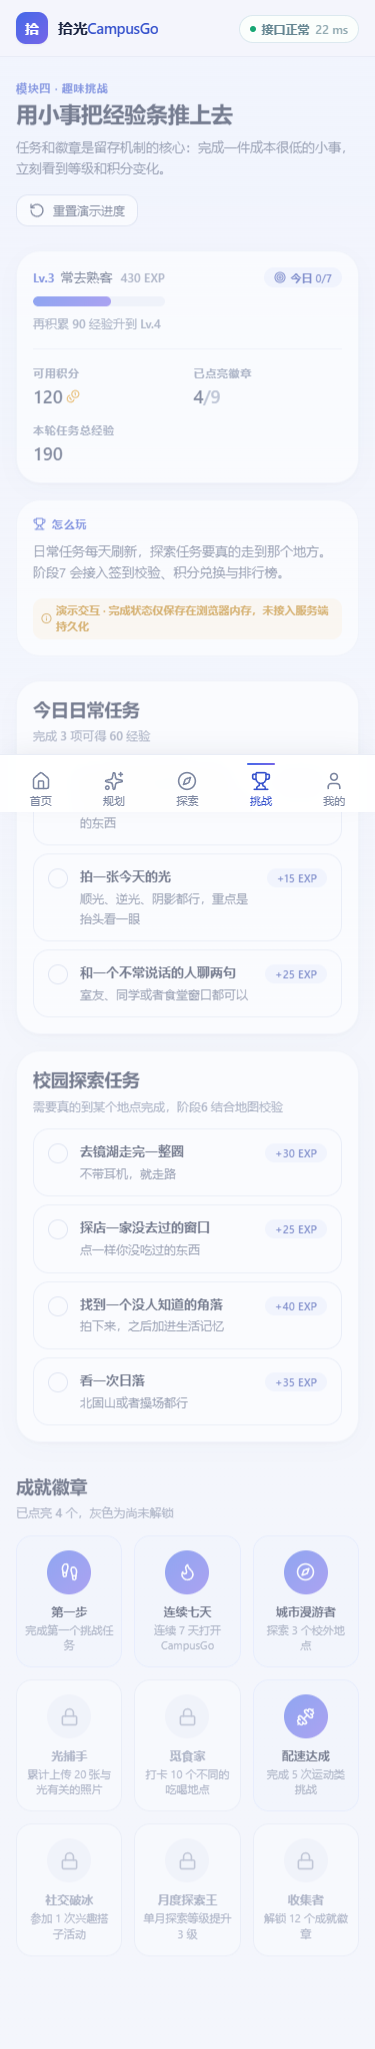 拾 拾光CampusGo 接口正常 22 ms
模块四 · 趣味挑战
用小事把经验条推上去
任务和徽章是留存机制的核心：完成一件成本很低的小事，
立刻看到等级和积分变化。
重置演示进度
Lv.3 常去熟客 430 EXP 今日 0/7
再积累 90 经验升到 Lv.4
可用积分 已点亮徽章
120 4/9
本轮任务总经验
190
怎么玩
日常任务每天刷新，探索任务要真的走到那个地方。
阶段7 会接入签到校验、积分兑换与排行榜。
演示交互 · 完成状态仅保存在浏览器内存，未接入服务端
持久化
今日日常任务
完成 3 项可得 60 经验
首页 规划 探索 挑战 我的
的东西
拍一张今天的光 +15 EXP
顺光、逆光、阴影都行，重点是
抬头看一眼
和一个不常说话的人聊两句 +25 EXP
室友、同学或者食堂窗口都可以
校园探索任务
需要真的到某个地点完成，阶段6 结合地图校验
去镜湖走完一整圈 +30 EXP
不带耳机，就走路
探店一家没去过的窗口 +25 EXP
点一样你没吃过的东西
找到一个没人知道的角落 +40 EXP
拍下来，之后加进生活记忆
看一次日落 +35 EXP
北固山或者操场都行
成就徽章
已点亮 4 个，灰色为尚未解锁
第一步 连续七天 城市漫游者
完成第一个挑战任 连续 7 天打开 探索 3 个校外地
务 CampusGo 点
光捕手 觅食家 配速达成
累计上传 20 张与 打卡 10 个不同的 完成 5 次运动类
光有关的照片 吃喝地点 挑战
社交破冰 月度探索王 收集者
参加 1 次兴趣搭 单月探索等级提升 解锁 12 个成就徽
子活动 3 级 章